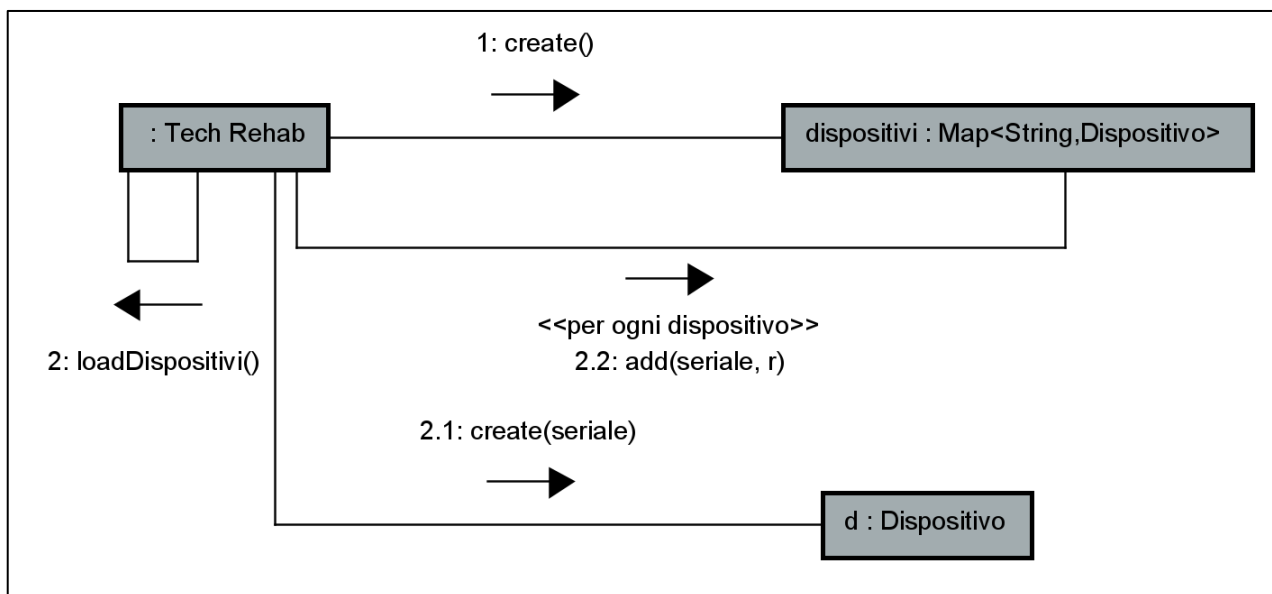 1: create()
: Tech Rehab
dispositivi : Map<String,Dispositivo>
<<per ogni dispositivo>>
2: loadDispositivi()
2.2: add(seriale, r)
2.1: create(seriale)
d : Dispositivo